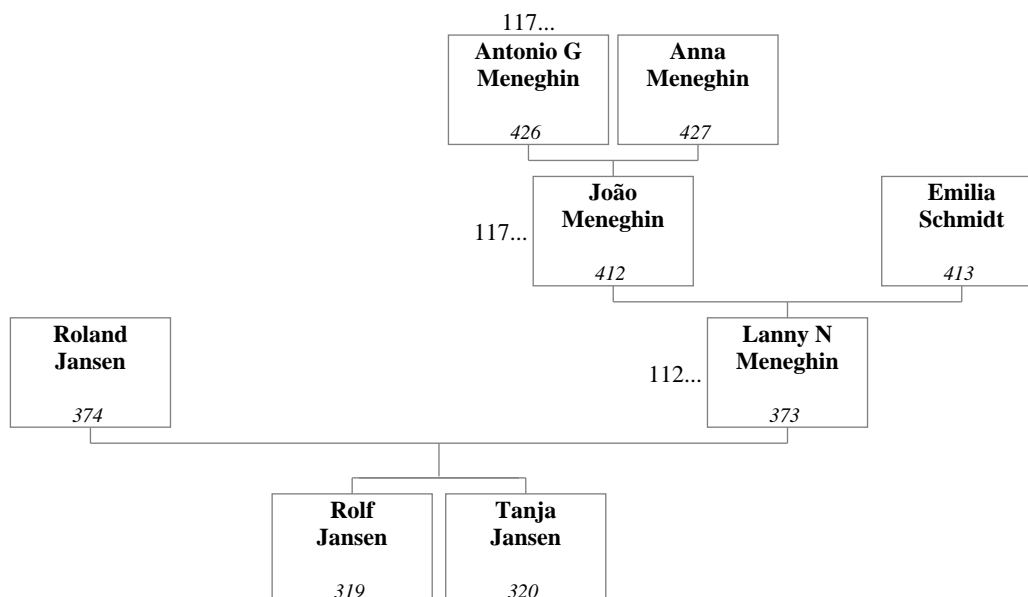 117...
Antonio G
Meneghin
426
Anna
Meneghin
427
João
Meneghin
117...
412
Emilia
Schmidt
413
Roland
Jansen
374
Lanny N
Meneghin
112...
373
Rolf
Jansen
319
Tanja
Jansen
320